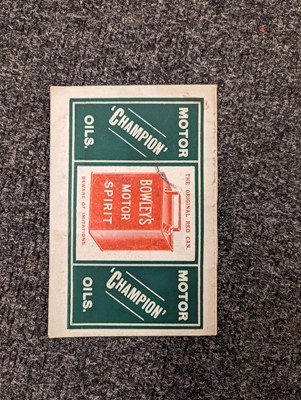 MOTOR
'CHAMPION'
OILS.
THE ORIGINAL RED CAN.
BOWLEY'S
MOTOR
SPIRIT
BEWARE OF IMITATIONS.
MOTOR
'CHAMPION'
OILS.